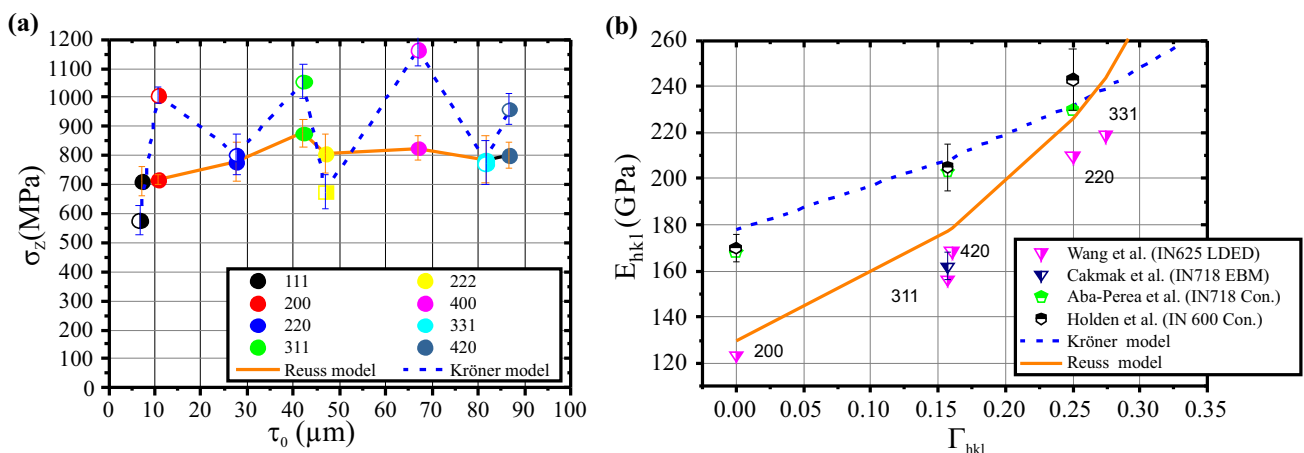 (a)
1200
1100
1000
900
800
700
600
500
400
300
200
100
0
σZ(MPa)
0 10 20 30 40 50 60 70 80 90 100
τ0 (μm)
111 222
200 400
220 331
311 420
Reuss model Kröner model
(b)
260
240
220
200
180
160
140
120
Ehkl (GPa)
331
220
420
311
200
Wang et al. (IN625 LDED)
Cakmak et al. (IN718 EBM)
Aba-Perea et al. (IN718 Con.)
Holden et al. (IN 600 Con.)
Kröner model
Reuss model
0.00 0.05 0.10 0.15 0.20 0.25 0.30 0.35
Γhkl